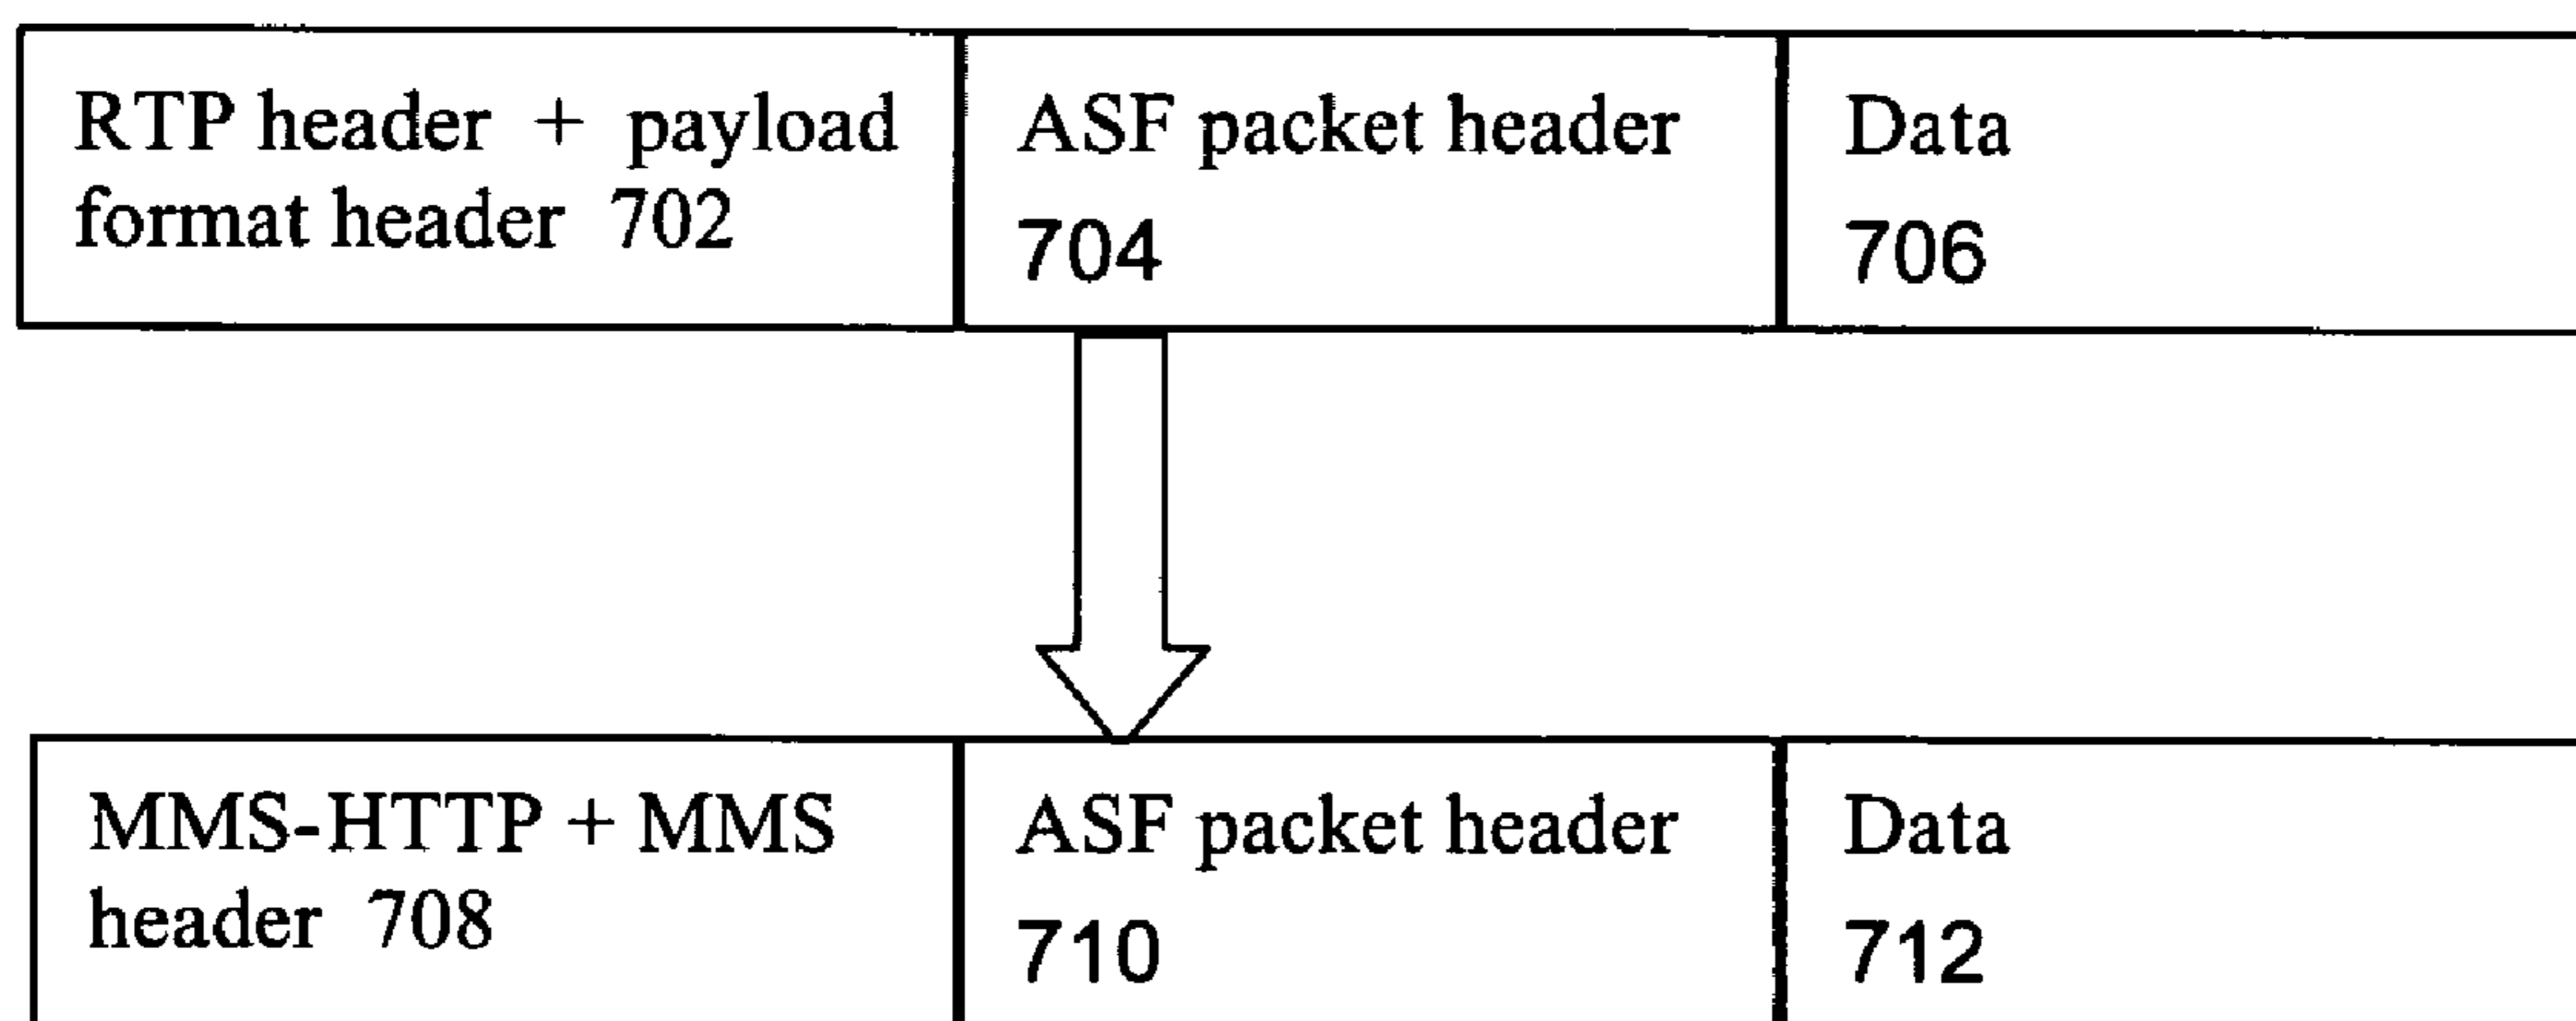 RTP header + payload
format header 702
ASF packet header
704
Data
706
MMS-HTTP + MMS
header 708
ASF packet header
710
Data
712